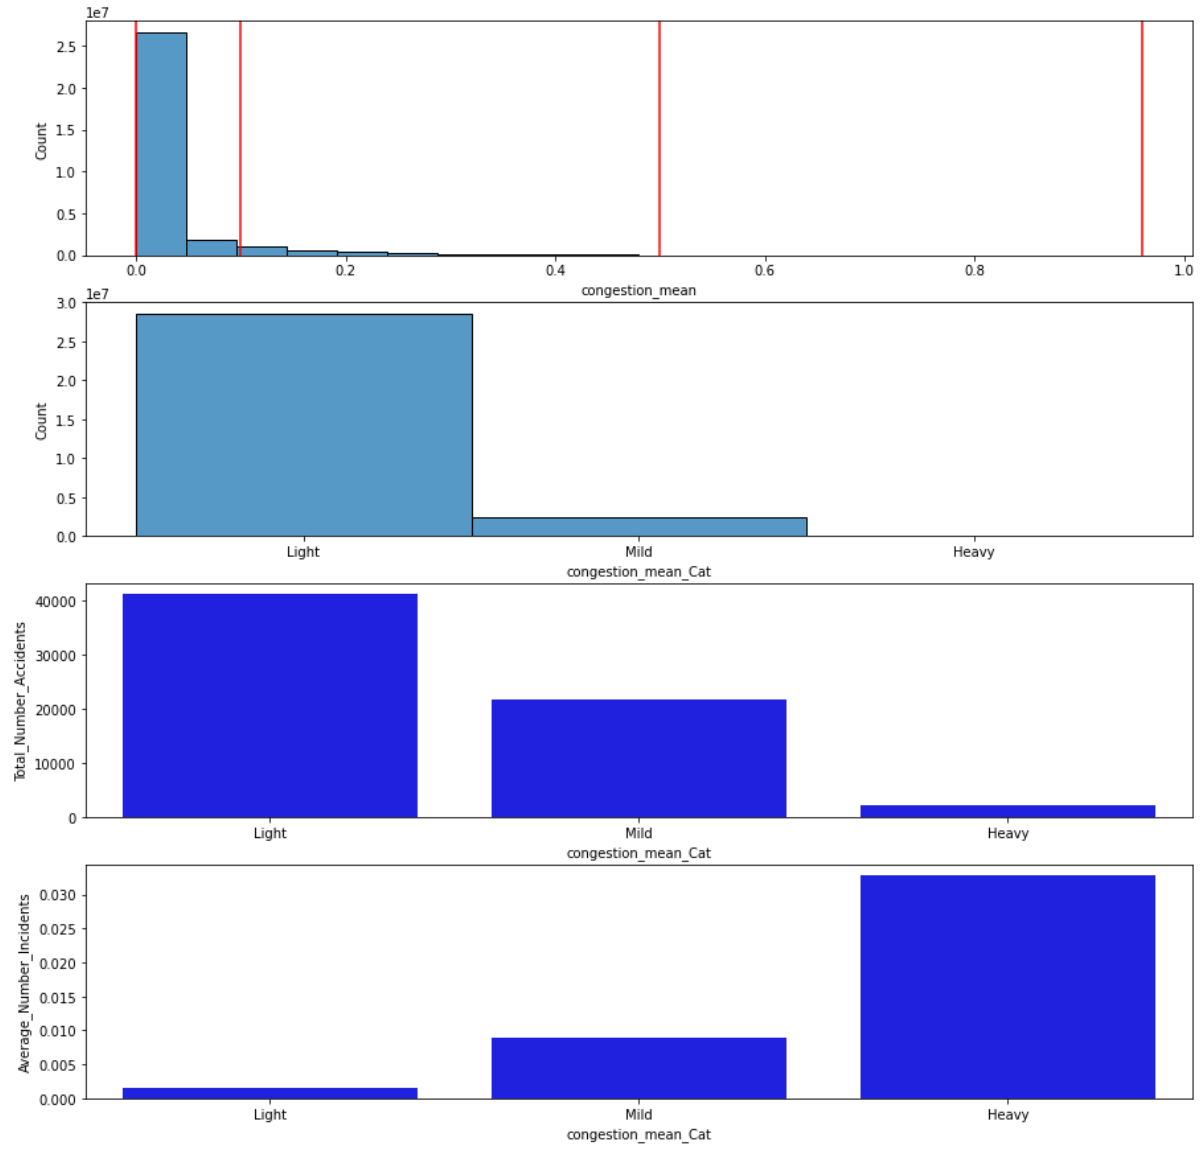 1e7
2.5
2.0
1.5
1.0
0.5
0.0
Count
0.0 0.2 0.4 0.6 0.8 1.0
congestion_mean
1e7
3.0
2.5
2.0
1.5
1.0
0.5
0.0
Count
Light Mild Heavy
congestion_mean_Cat
40000
30000
20000
10000
0
Total_Number_Accidents
Light Mild Heavy
congestion_mean_Cat
0.030
0.025
0.020
0.015
0.010
0.005
0.000
Average_Number_Incidents
Light Mild Heavy
congestion_mean_Cat